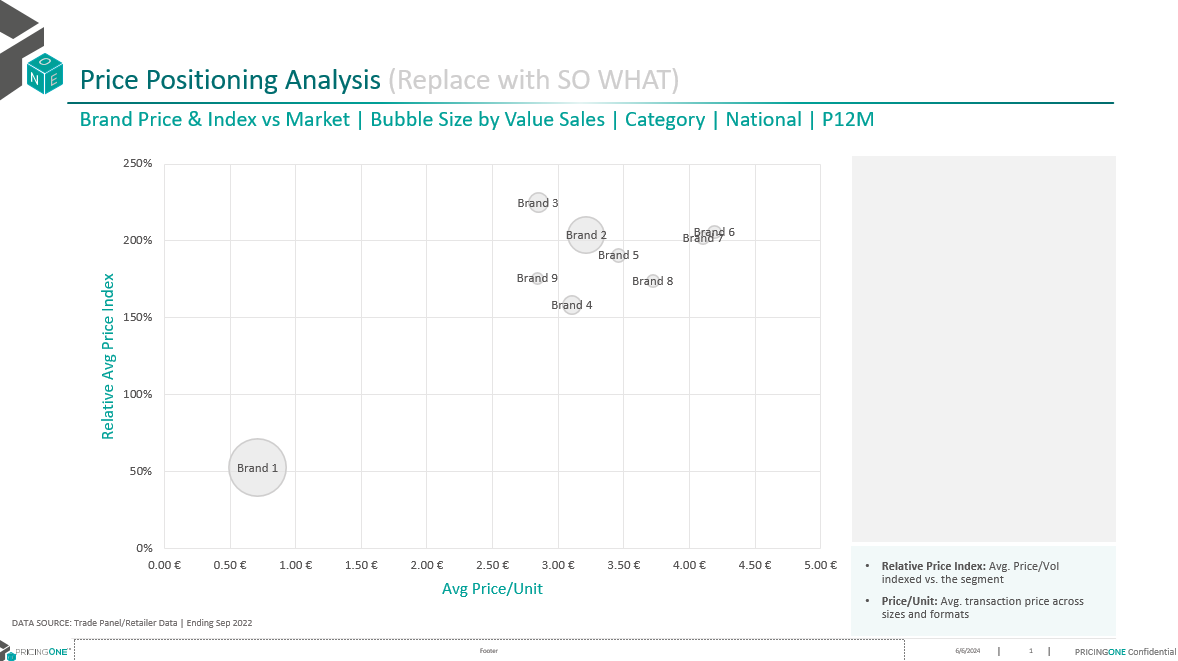 O
N E
Price Positioning Analysis (Replace with SO WHAT)
Brand Price & Index vs Market | Bubble Size by Value Sales | Category | National | P12M
250%
200%
150%
100%
50%
0%
Relative Avg Price Index
Brand 3
Brand 2
Brand 6
Brand 7
Brand 5
Brand 9
Brand 8
Brand 4
Brand 1
0.00 € 0.50 € 1.00 € 1.50 € 2.00 € 2.50 € 3.00 € 3.50 € 4.00 € 4.50 € 5.00 €
Avg Price/Unit
• Relative Price Index: Avg. Price/Vol
indexed vs. the segment
• Price/Unit: Avg. transaction price across
sizes and formats
DATA SOURCE: Trade Panel/Retailer Data | Ending Sep 2022
PRICINGONE™
Footer
6/6/2024 | 1 | PRICINGONE Confidential